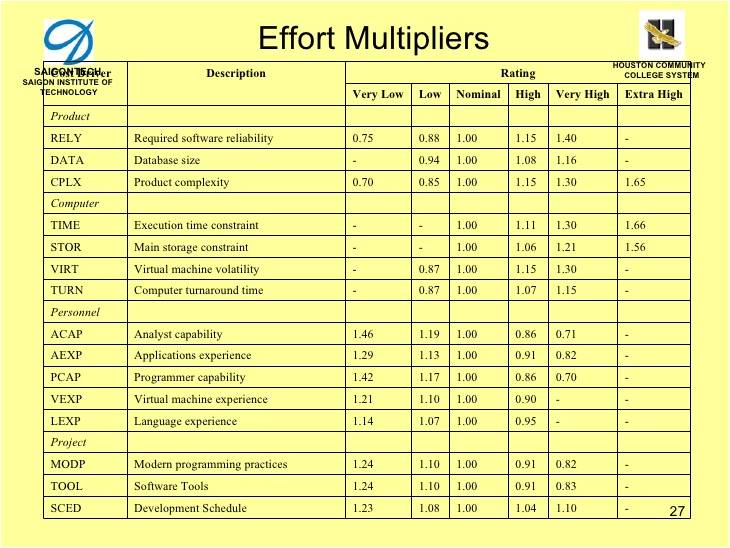 Effort Multipliers
SAIGONTECH
SAIGON INSTITUTE OF
TECHNOLOGY
HOUSTON COMMUNITY
COLLEGE SYSTEM
Cost Driver Description Rating
Very Low Low Nominal High Very High Extra High
Product
RELY Required software reliability 0.75 0.88 1.00 1.15 1.40 -
DATA Database size - 0.94 1.00 1.08 1.16 -
CPLX Product complexity 0.70 0.85 1.00 1.15 1.30 1.65
Computer
TIME Execution time constraint - - 1.00 1.11 1.30 1.66
STOR Main storage constraint - - 1.00 1.06 1.21 1.56
VIRT Virtual machine volatility - 0.87 1.00 1.15 1.30 -
TURN Computer turnaround time - 0.87 1.00 1.07 1.15 -
Personnel
ACAP Analyst capability 1.46 1.19 1.00 0.86 0.71 -
AEXP Applications experience 1.29 1.13 1.00 0.91 0.82 -
PCAP Programmer capability 1.42 1.17 1.00 0.86 0.70 -
VEXP Virtual machine experience 1.21 1.10 1.00 0.90 - -
LEXP Language experience 1.14 1.07 1.00 0.95 - -
Project
MODP Modern programming practices 1.24 1.10 1.00 0.91 0.82 -
TOOL Software Tools 1.24 1.10 1.00 0.91 0.83 -
SCED Development Schedule 1.23 1.08 1.00 1.04 1.10 -
27